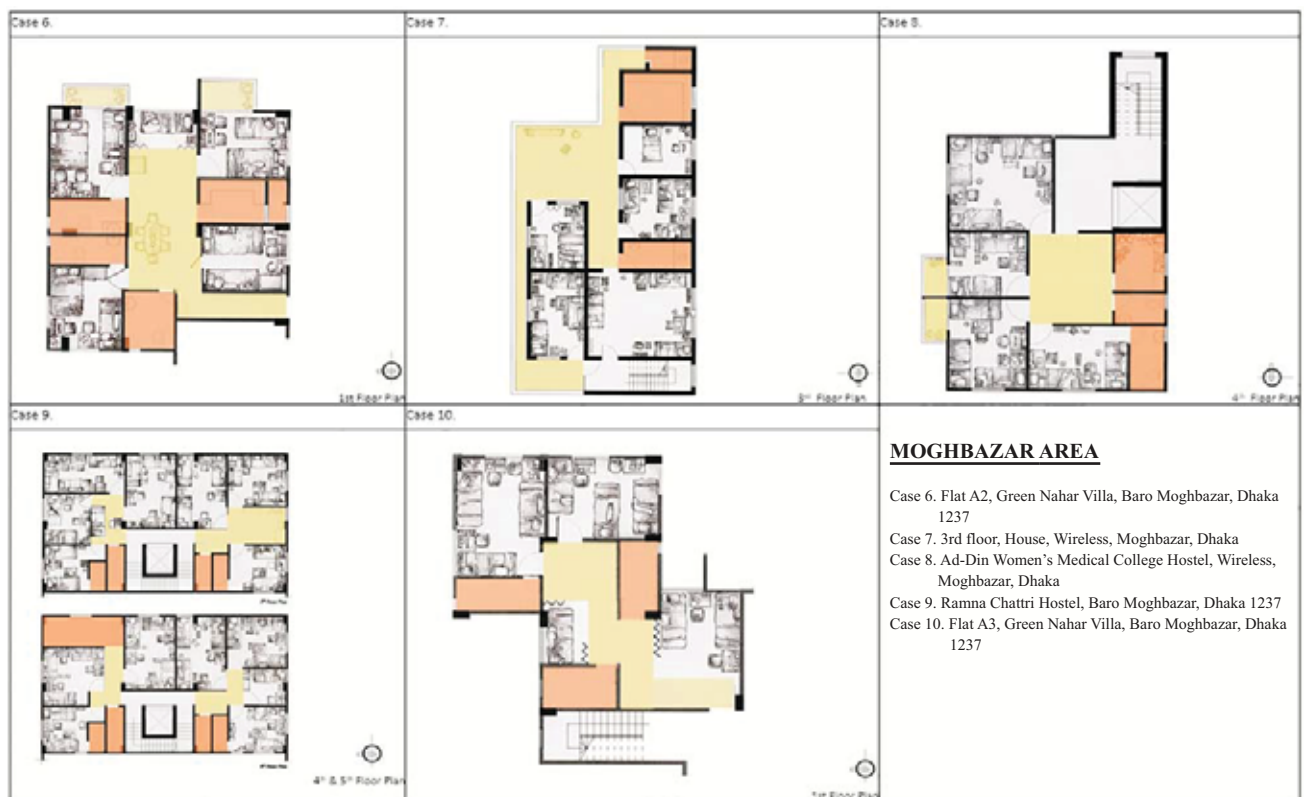 Case 6.
Case 7.
Case 8.
1st Floor Plan
3rd Floor Plan
4th Floor Plan
Case 9.
Case 10.
4th & 5th Floor Plan
1st Floor Plan
MOGHBAZAR AREA
Case 6. Flat A2, Green Nahar Villa, Baro Moghbazar, Dhaka
1237
Case 7. 3rd floor, House, Wireless, Moghbazar, Dhaka
Case 8. Ad-Din Women’s Medical College Hostel, Wireless,
Moghbazar, Dhaka
Case 9. Ramna Chattri Hostel, Baro Moghbazar, Dhaka 1237
Case 10. Flat A3, Green Nahar Villa, Baro Moghbazar, Dhaka
1237